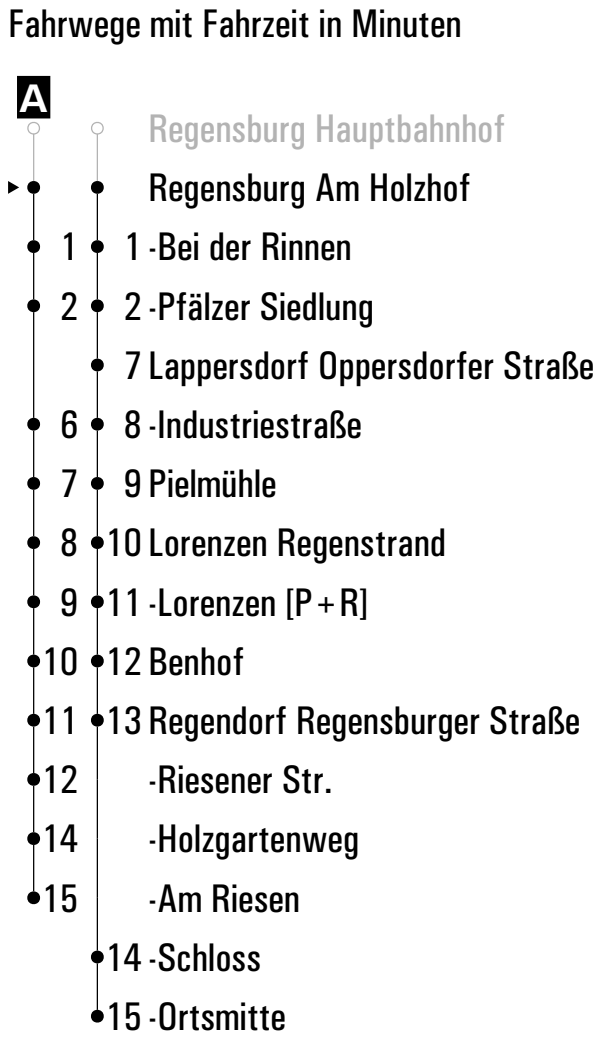 Fahrwege mit Fahrzeit in Minuten
A
Regensburg Hauptbahnhof
Regensburg Am Holzhof
1 1 -Bei der Rinnen
2 2 -Pfälzer Siedlung
7 Lappersdorf Oppersdorfer Straße
6 8 -Industriestraße
7 9 Pielmühle
8 10 Lorenzen Regenstrand
9 11 -Lorenzen [P+R]
10 12 Benhof
11 13 Regendorf Regensburger Straße
12 -Riesener Str.
14 -Holzgartenweg
15 -Am Riesen
14 -Schloss
15 -Ortsmitte